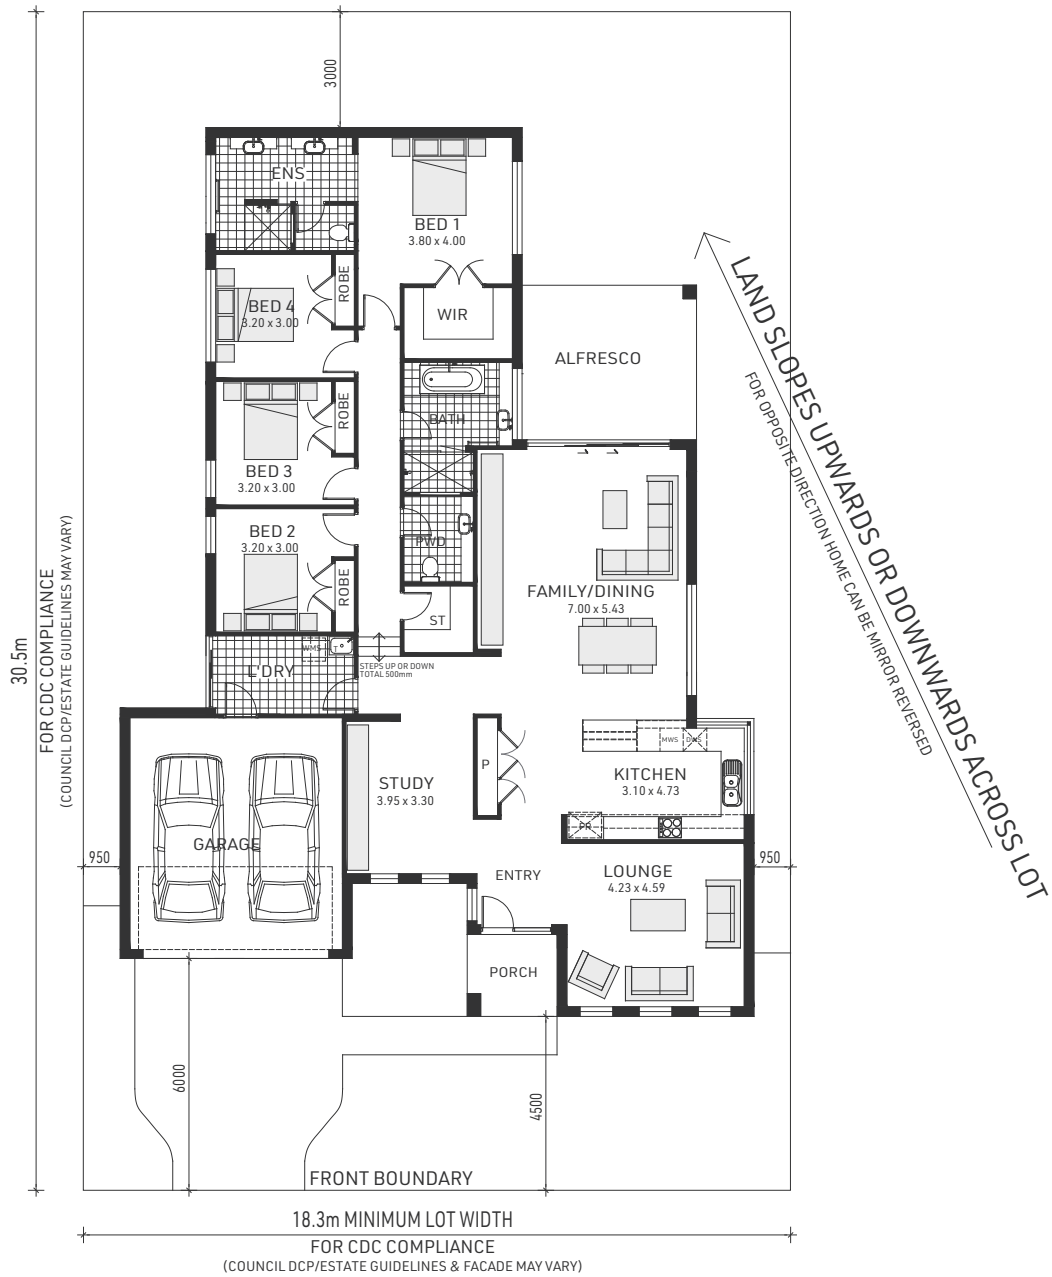 3000
ENS
BED 1
3.80 x 4.00
ROBE
BED 4
3.20 x 3.00
WIR
ALFRESCO
LAND SLOPES UPWARDS OR DOWNWARDS ACROSS LOT
FOR OPPOSITE DIRECTION HOME CAN BE MIRROR REVERSED
ROBE
BATH
BED 3
3.20 x 3.00
BED 2
3.20 x 3.00
PWD
ROBE
FAMILY/DINING
7.00 x 5.43
ST
30.5m
FOR CDC COMPLIANCE
(COUNCIL DCP/ESTATE GUIDELINES MAY VARY)
WMS
T
L'DRY
STEPS UP OR DOWN
TOTAL 500mm
MWS
DWS
P
KITCHEN
3.10 x 4.73
STUDY
3.95 x 3.30
PR
GARAGE
950
950
ENTRY
LOUNGE
4.23 x 4.59
PORCH
6000
4500
FRONT BOUNDARY
18.3m MINIMUM LOT WIDTH
FOR CDC COMPLIANCE
(COUNCIL DCP/ESTATE GUIDELINES & FACADE MAY VARY)